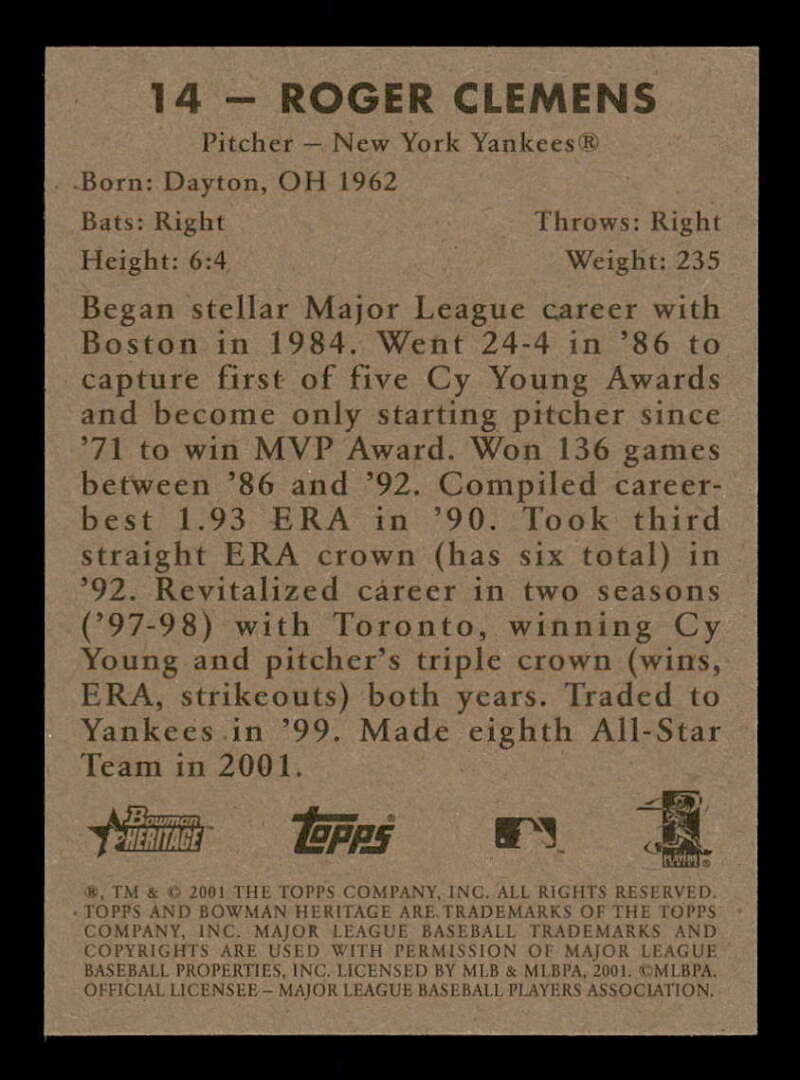 14 – ROGER CLEMENS
Pitcher – New York Yankees®
Born: Dayton, OH 1962
Bats: Right Throws: Right
Height: 6:4 Weight: 235
Began stellar Major League career with
Boston in 1984. Went 24-4 in ’86 to
capture first of five Cy Young Awards
and become only starting pitcher since
’71 to win MVP Award. Won 136 games
between ’86 and ’92. Compiled career-
best 1.93 ERA in ’90. Took third
straight ERA crown (has six total) in
’92. Revitalized career in two seasons
(’97-98) with Toronto, winning Cy
Young and pitcher’s triple crown (wins,
ERA, strikeouts) both years. Traded to
Yankees in ’99. Made eighth All-Star
Team in 2001.
Bowman HERITAGE Topps PLAYERS
®, TM & © 2001 THE TOPPS COMPANY, INC. ALL RIGHTS RESERVED.
TOPPS AND BOWMAN HERITAGE ARE TRADEMARKS OF THE TOPPS
COMPANY, INC. MAJOR LEAGUE BASEBALL TRADEMARKS AND
COPYRIGHTS ARE USED WITH PERMISSION OF MAJOR LEAGUE
BASEBALL PROPERTIES, INC. LICENSED BY MLB & MLBPA, 2001. ©MLBPA.
OFFICIAL LICENSEE – MAJOR LEAGUE BASEBALL PLAYERS ASSOCIATION.